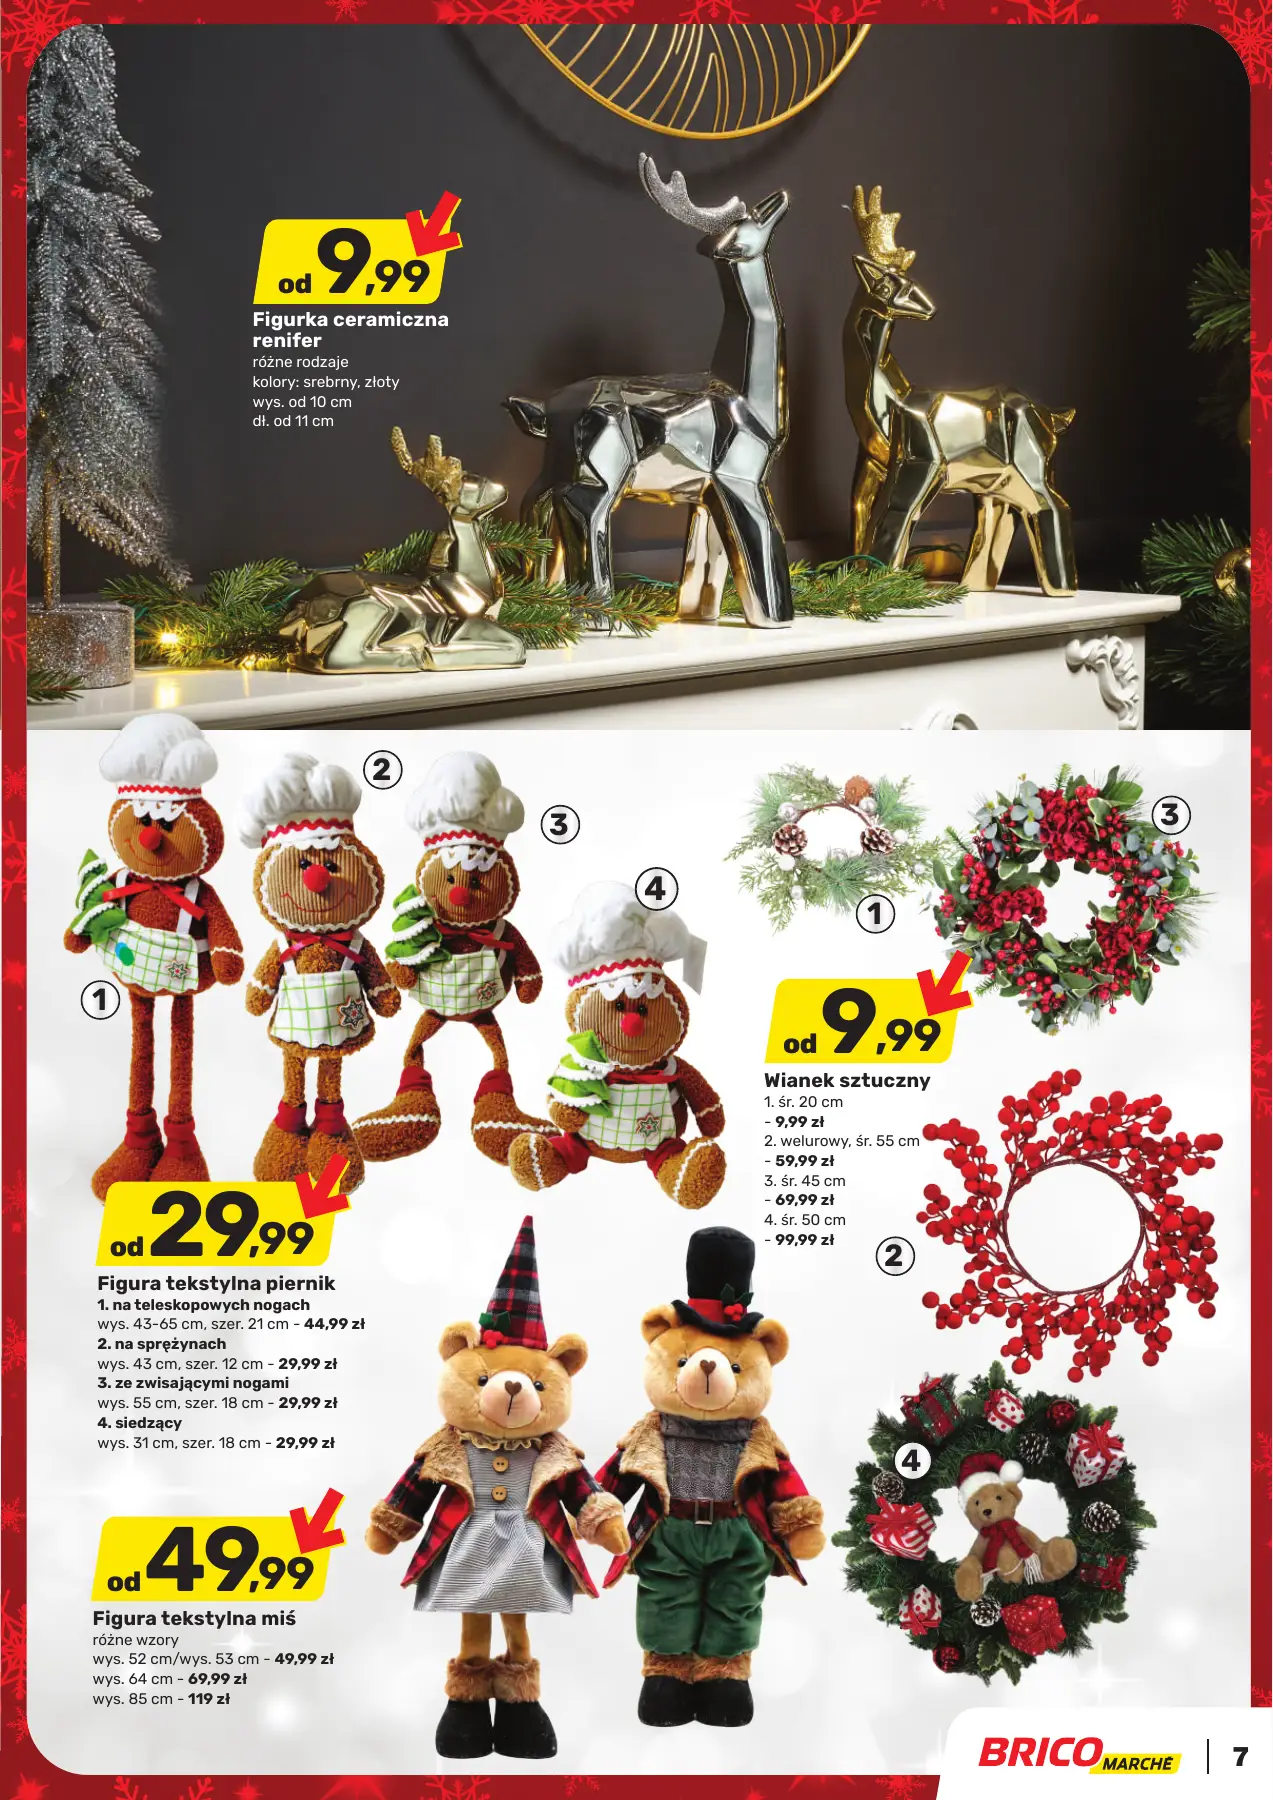 od 9,99
Figurka ceramiczna
renifer
różne rodzaje
kolory: srebrny, złoty
wys. od 10 cm
dł. od 11 cm
1
2
3
4
od 29,99
Figura tekstylna piernik
1. na teleskopowych nogach
wys. 43-65 cm, szer. 21 cm - 44,99 zł
2. na sprężynach
wys. 43 cm, szer. 12 cm - 29,99 zł
3. ze zwisającymi nogami
wys. 55 cm, szer. 18 cm - 29,99 zł
4. siedzący
wys. 31 cm, szer. 18 cm - 29,99 zł
1
3
od 9,99
Wianek sztuczny
1. śr. 20 cm
- 9,99 zł
2. welurowy, śr. 55 cm
- 59,99 zł
3. śr. 45 cm
- 69,99 zł
4. śr. 50 cm
- 99,99 zł
2
4
od 49,99
Figura tekstylna miś
różne wzory
wys. 52 cm/wys. 53 cm - 49,99 zł
wys. 64 cm - 69,99 zł
wys. 85 cm - 119 zł
BRICO MARCHÉ
7